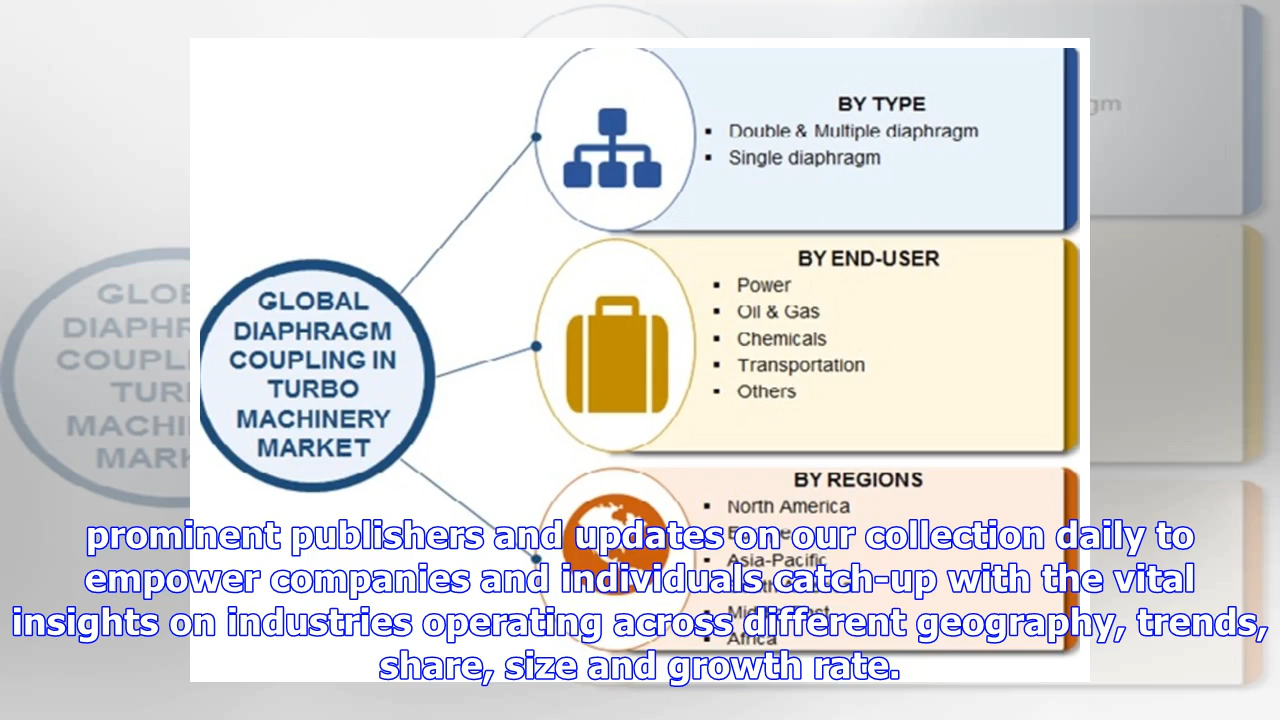 GLOBAL
DIAPHRAGM
COUPLING IN
TURBO
MACHINERY
MARKET
BY TYPE
Double & Multiple diaphragm
Single diaphragm
BY END-USER
Power
Oil & Gas
Chemicals
Transportation
Others
BY REGIONS
North America
Asia-Pacific
Africa
prominent publishers and updates on our collection daily to
empower companies and individuals catch-up with the vital
insights on industries operating across different geography, trends,
share, size and growth rate.